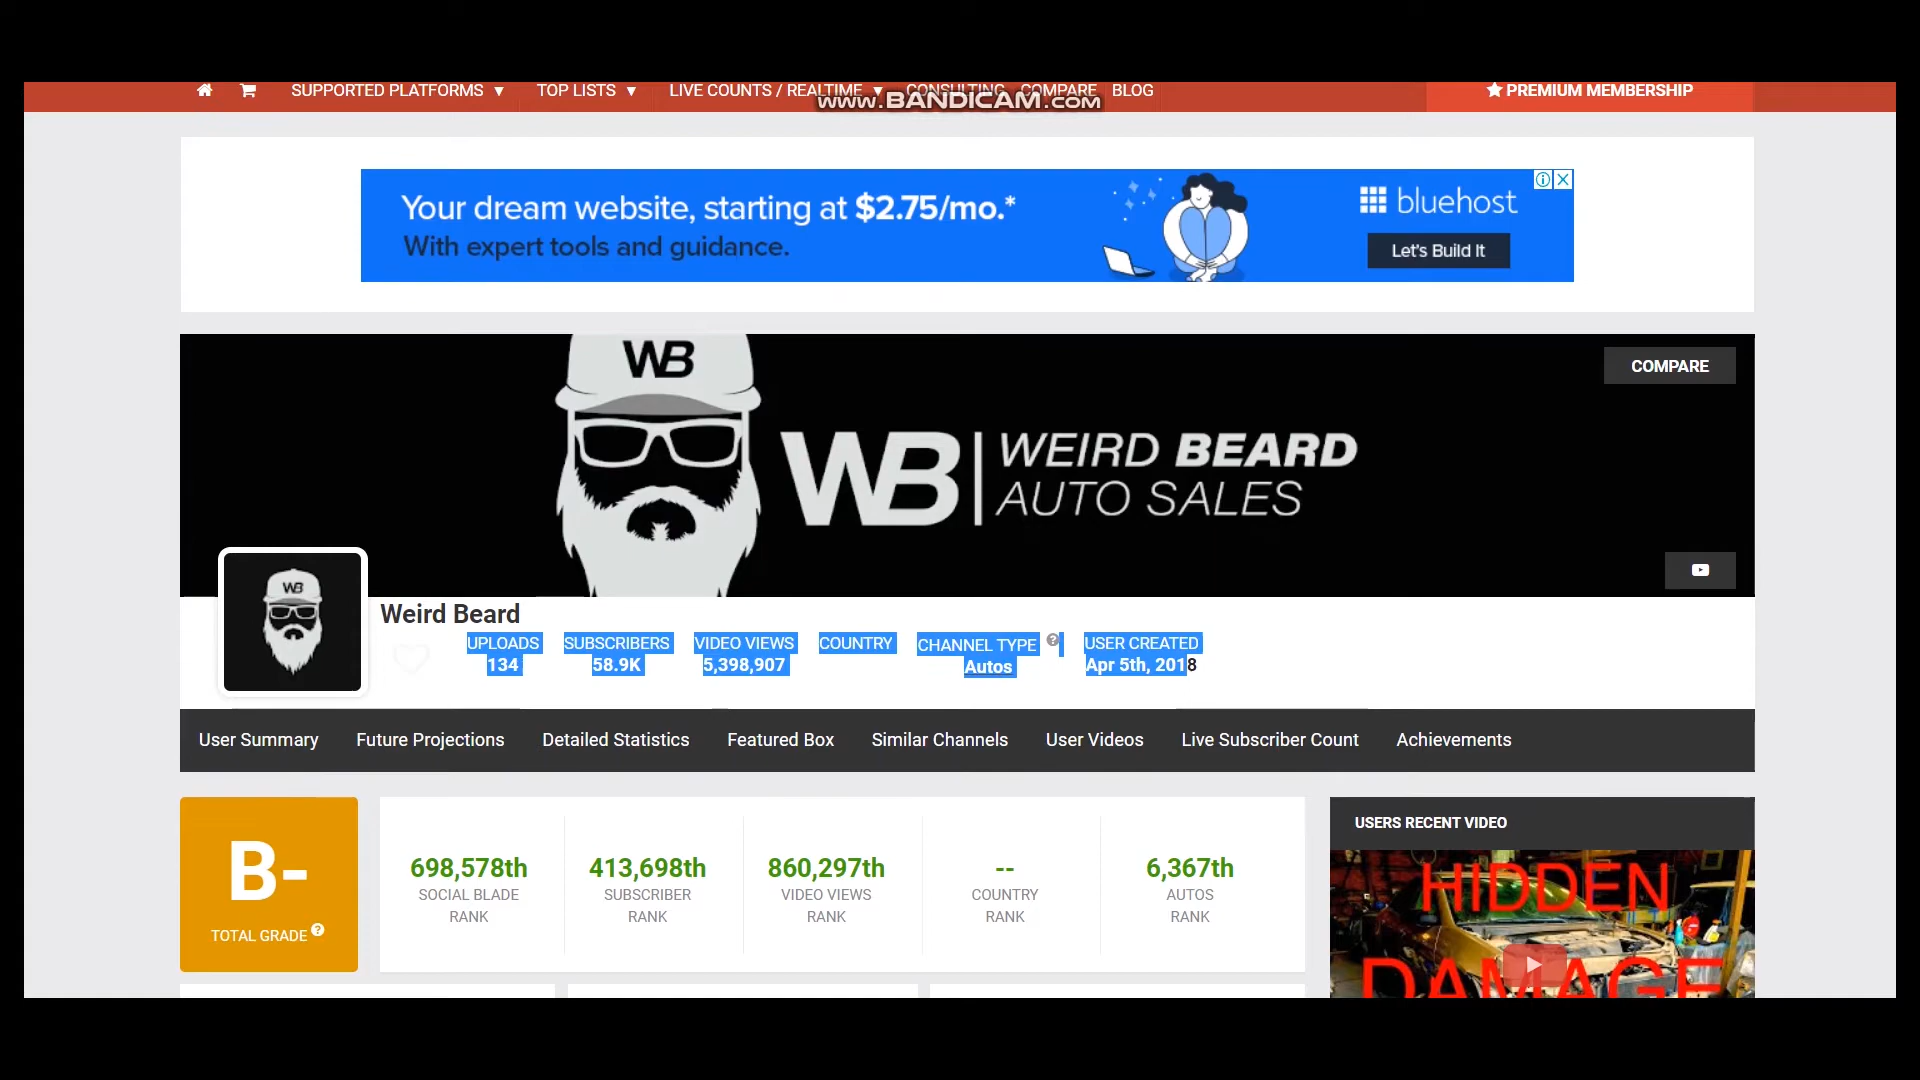 SUPPORTED PLATFORMS ▼ TOP LISTS ▼ LIVE COUNTS / REALTIME ▼ CONSULTING COMPARE BLOG
PREMIUM MEMBERSHIP
www.BANDICAM.com
Your dream website, starting at $2.75/mo.*
With expert tools and guidance.
bluehost
Let's Build It
WB
COMPARE
WB
WEIRD BEARD
AUTO SALES
WB
Weird Beard
UPLOADS SUBSCRIBERS VIDEO VIEWS COUNTRY CHANNEL TYPE ? USER CREATED
134 58.9K 5,398,907 Autos Apr 5th, 2018
User Summary Future Projections Detailed Statistics Featured Box Similar Channels User Videos Live Subscriber Count Achievements
B-
TOTAL GRADE ?
698,578th 413,698th 860,297th -- 6,367th
SOCIAL BLADE SUBSCRIBER VIDEO VIEWS COUNTRY AUTOS
RANK RANK RANK RANK RANK
USERS RECENT VIDEO
HIDDEN
DAMAGE